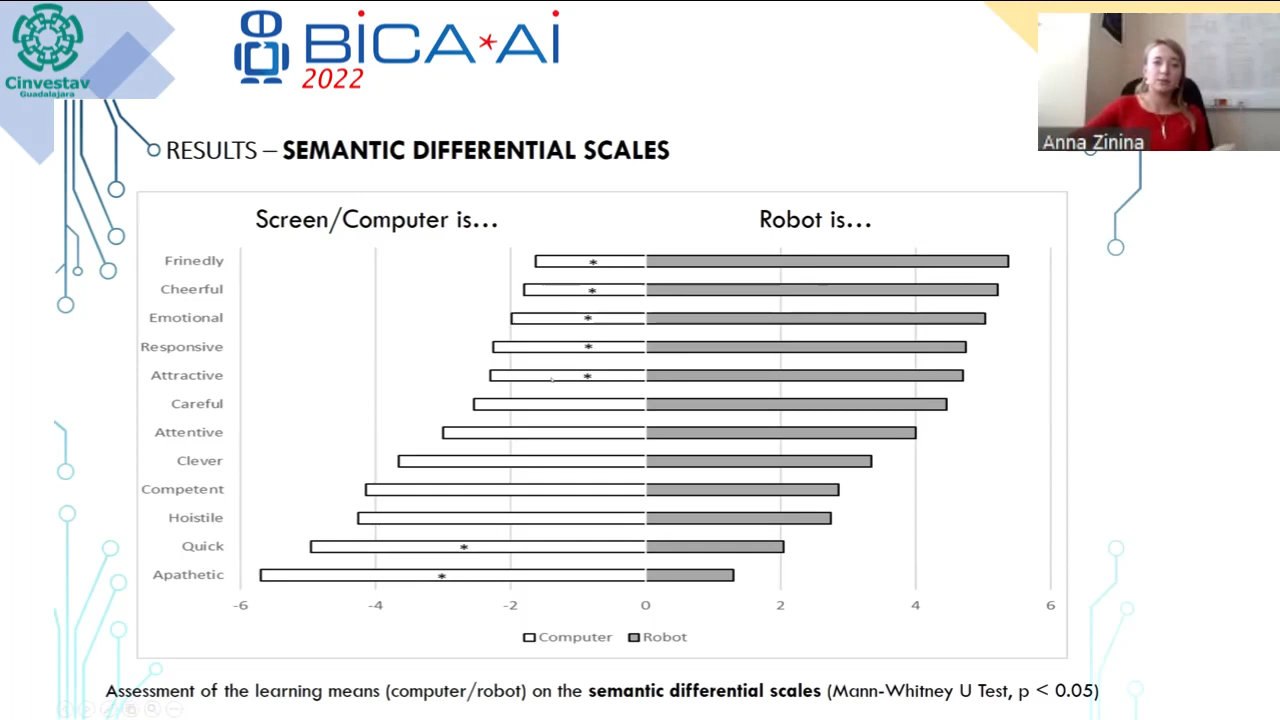 Cinvestav
Guadalajara
BiCA*Ai
2022
Anna Zinina
RESULTS – SEMANTIC DIFFERENTIAL SCALES
Screen/Computer is... Robot is...
Frinedly *
Cheerful *
Emotional *
Responsive *
Attractive *
Careful
Attentive
Clever
Competent
Hoistile
Quick *
Apathetic *
-6 -4 -2 0 2 4 6
Computer Robot
Assessment of the learning means (computer/robot) on the semantic differential scales (Mann-Whitney U Test, p < 0.05)